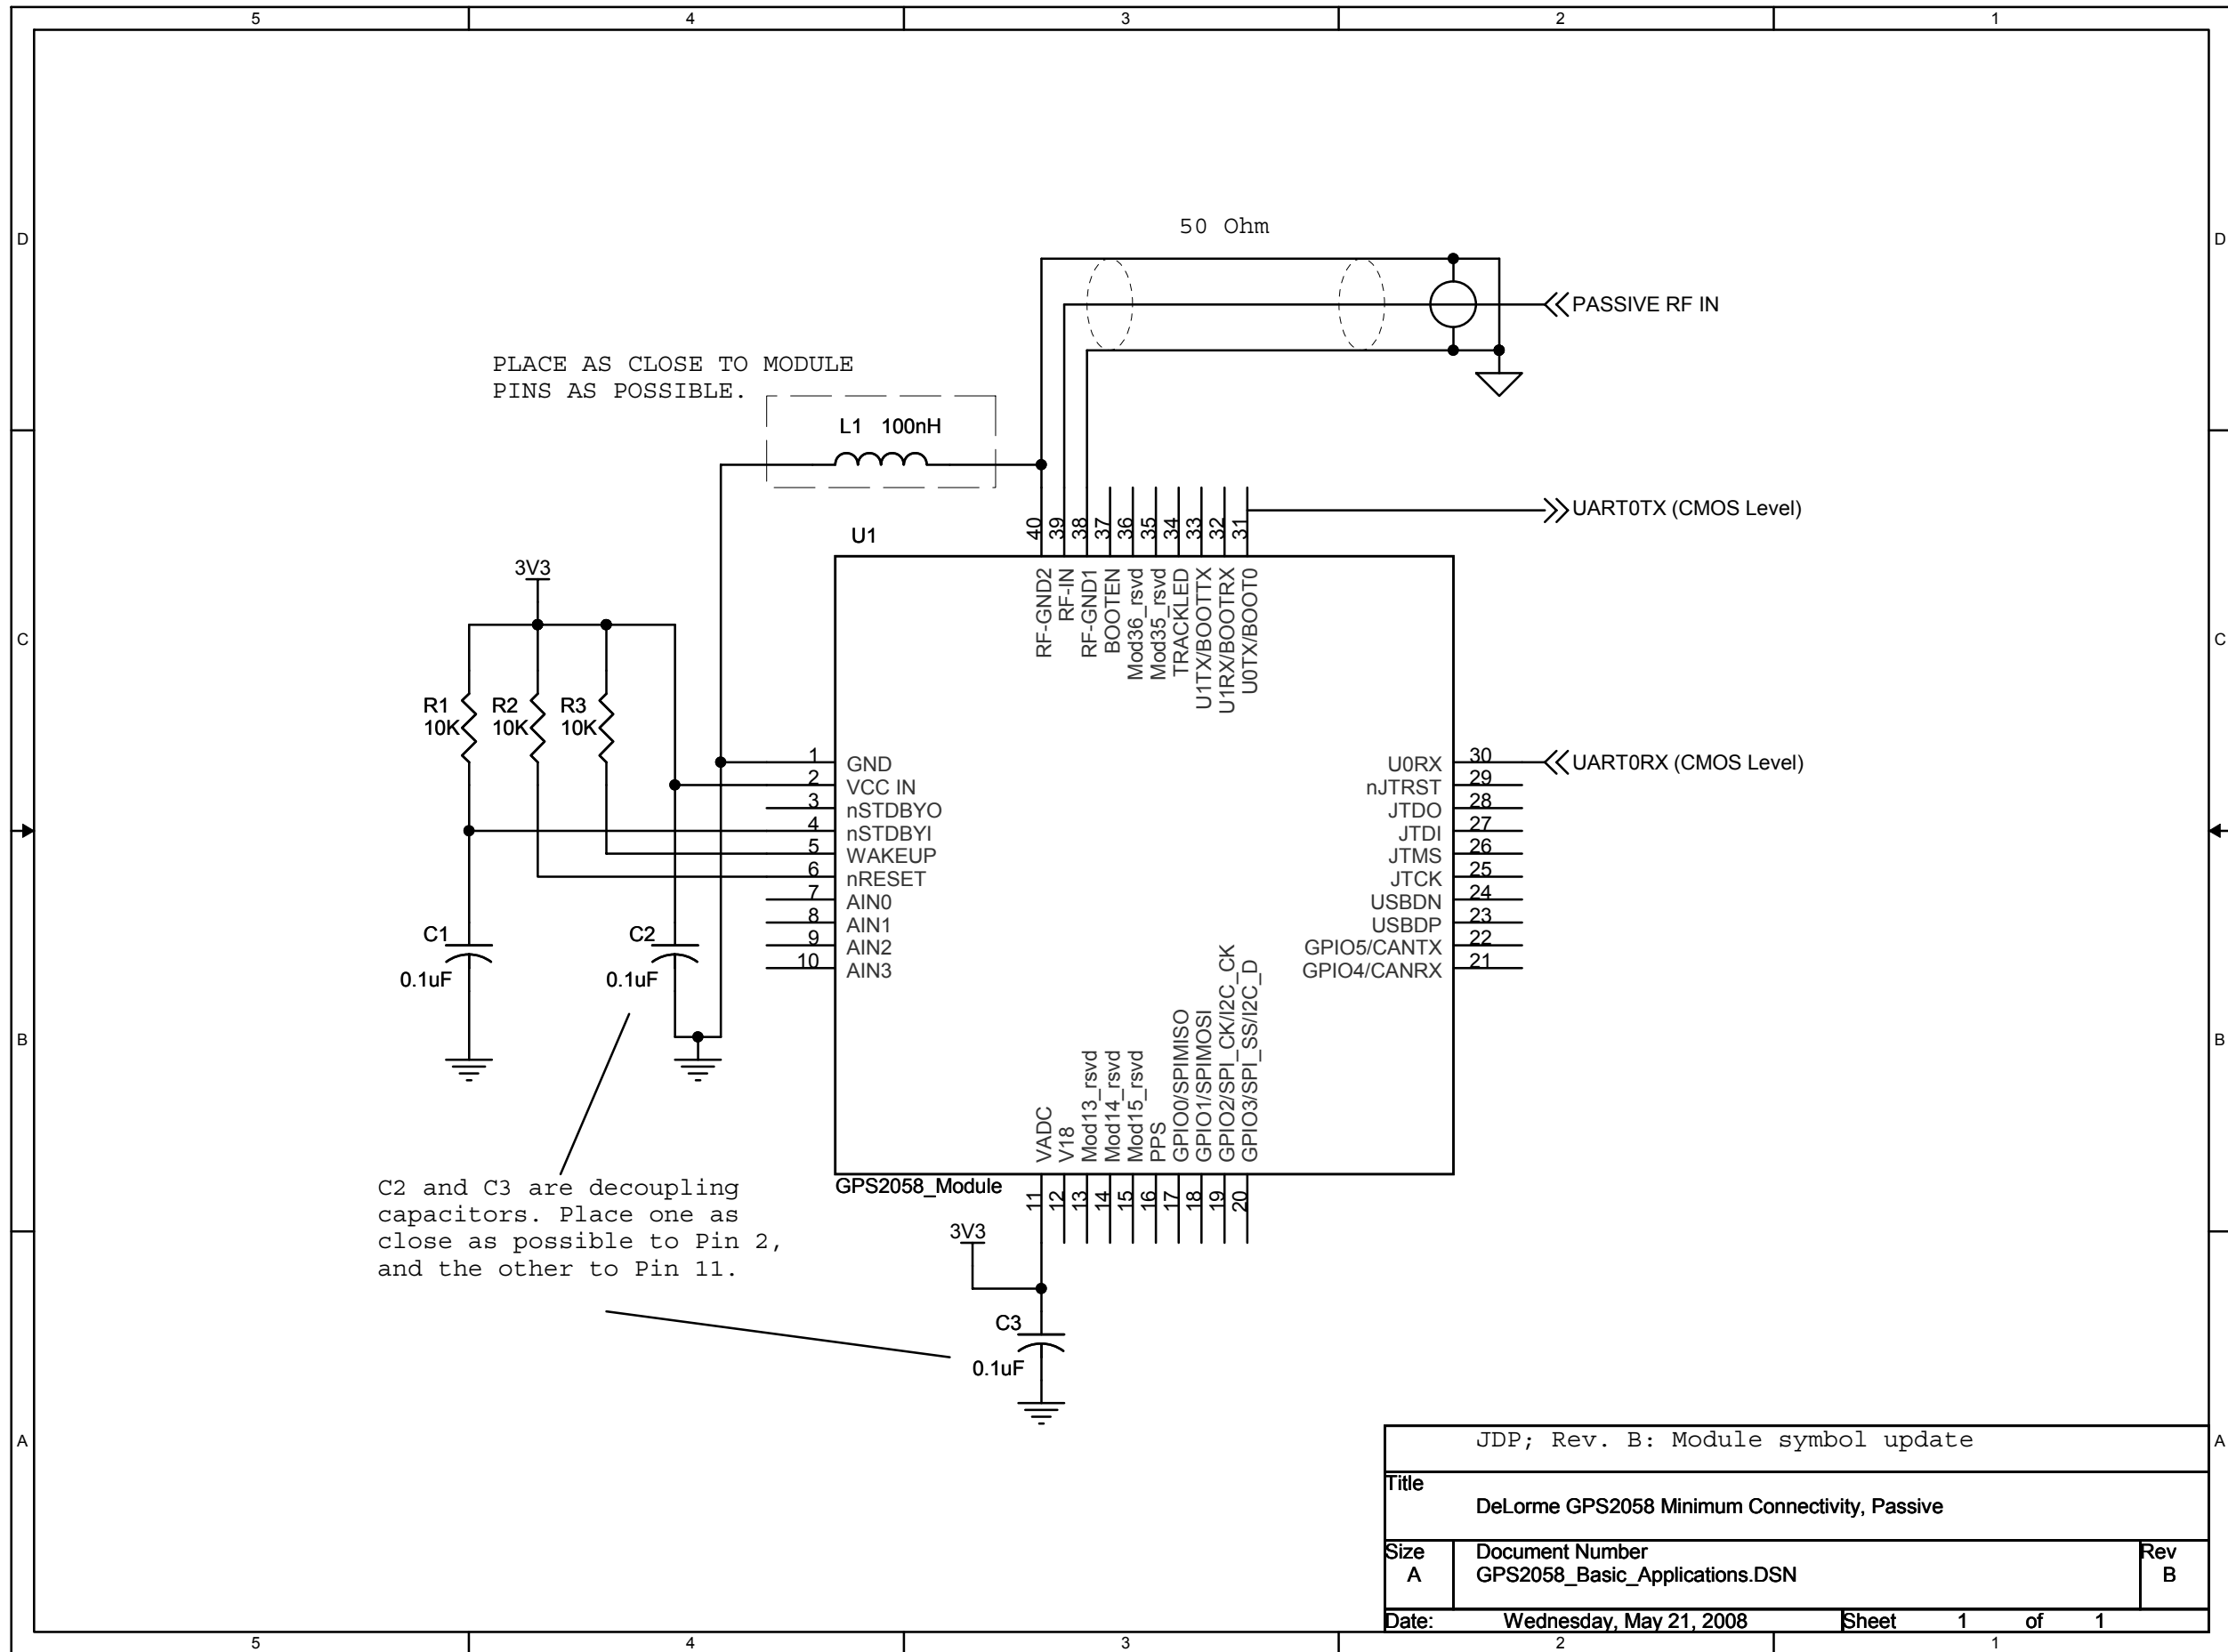 5 4 3 2 1
D D
C C
B B
A A
50 Ohm
PASSIVE RF IN
PLACE AS CLOSE TO MODULE
PINS AS POSSIBLE.
L1 100nH
UART0TX (CMOS Level)
U1
40 39 38 37 36 35 34 33 32 31
RF-GND2
RF-IN
RF-GND1
BOOTEN
Mod36_rsvd
Mod35_rsvd
TRACKLED
U1TX/BOOTTX
U1RX/BOOTRX
U0TX/BOOT0
3V3
R1
10K
R2
10K
R3
10K
1 GND
2 VCC IN
3 nSTDBYO
4 nSTDBYI
5 WAKEUP
6 nRESET
7 AIN0
8 AIN1
9 AIN2
10 AIN3
U0RX 30
UART0RX (CMOS Level)
nJTRST 29
JTDO 28
JTDI 27
JTMS 26
JTCK 25
USBDN 24
USBDP 23
GPIO5/CANTX 22
GPIO4/CANRX 21
C1
0.1uF
C2
0.1uF
VADC
V18
Mod13_rsvd
Mod14_rsvd
Mod15_rsvd
PPS
GPIO0/SPIMISO
GPIO1/SPIMOSI
GPIO2/SPI_CK/I2C_CK
GPIO3/SPI_SS/I2C_D
GPS2058_Module
11 12 13 14 15 16 17 18 19 20
C2 and C3 are decoupling
capacitors. Place one as
close as possible to Pin 2,
and the other to Pin 11.
3V3
C3
0.1uF
JDP; Rev. B: Module symbol update
Title
DeLorme GPS2058 Minimum Connectivity, Passive
Size Document Number Rev
A GPS2058_Basic_Applications.DSN B
Date: Wednesday, May 21, 2008 Sheet 1 of 1
5 4 3 2 1